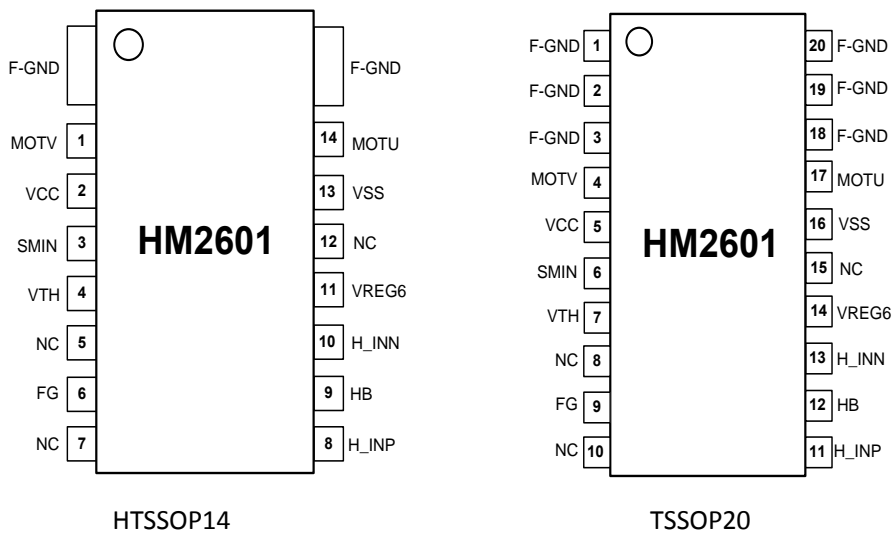 F-GND F-GND
MOTV 1 14 MOTU
VCC 2 13 VSS
SMIN 3 12 NC
HM2601
VTH 4 11 VREG6
NC 5 10 H_INN
FG 6 9 HB
NC 7 8 H_INP
HTSSOP14
F-GND 1 20 F-GND
F-GND 2 19 F-GND
F-GND 3 18 F-GND
MOTV 4 17 MOTU
VCC 5 16 VSS
HM2601
SMIN 6 15 NC
VTH 7 14 VREG6
NC 8 13 H_INN
FG 9 12 HB
NC 10 11 H_INP
TSSOP20